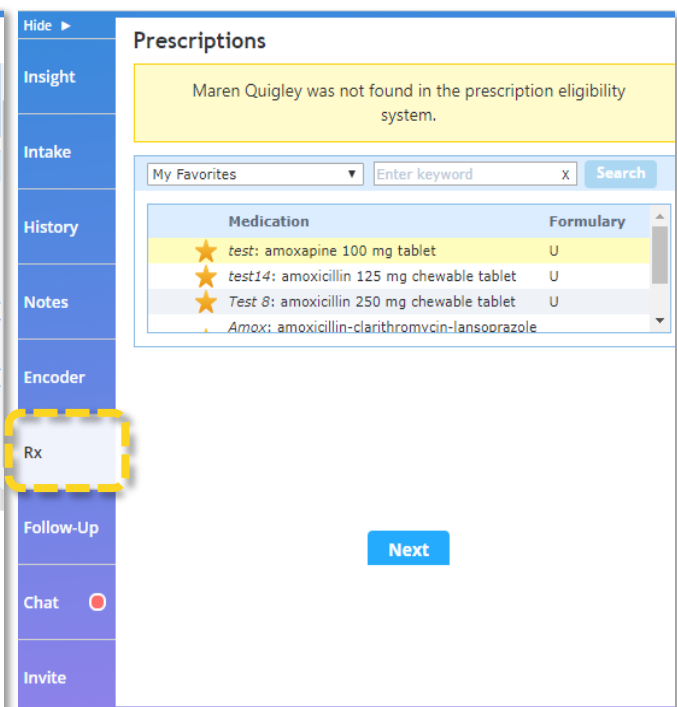 Hide ►
Insight
Intake
History
Notes
Encoder
Rx
Follow-Up
Chat
Invite
Prescriptions
Maren Quigley was not found in the prescription eligibility
system.
My Favorites ▼ Enter keyword x Search
Medication Formulary
test: amoxapine 100 mg tablet U
test14: amoxicillin 125 mg chewable tablet U
Test 8: amoxicillin 250 mg chewable tablet U
Amox: amoxicillin-clarithromycin-lansoprazole
Next